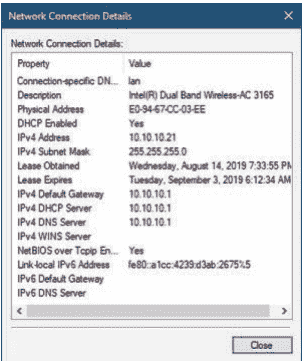 Network Connection Details
Network Connection Details:
Property Value
Connection-specific DN... lan
Description Intel(R) Dual Band Wireless-AC 3165
Physical Address E0-94-67-CC-03-EE
DHCP Enabled Yes
IPv4 Address 10.10.10.21
IPv4 Subnet Mask 255.255.255.0
Lease Obtained Wednesday, August 14, 2019 7:33:55 PM
Lease Expires Tuesday, September 3, 2019 6:12:34 AM
IPv4 Default Gateway 10.10.10.1
IPv4 DHCP Server 10.10.10.1
IPv4 DNS Server 10.10.10.1
IPv4 WINS Server
NetBIOS over Tcpip En... Yes
Link-local IPv6 Address fe80::a1cc:4239:d3ab:2675%5
IPv6 Default Gateway
IPv6 DNS Server
Close